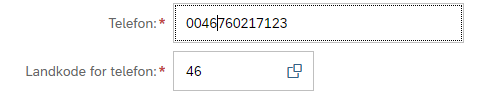 Telefon:* 0046760217123
Landkode for telefon:* 46